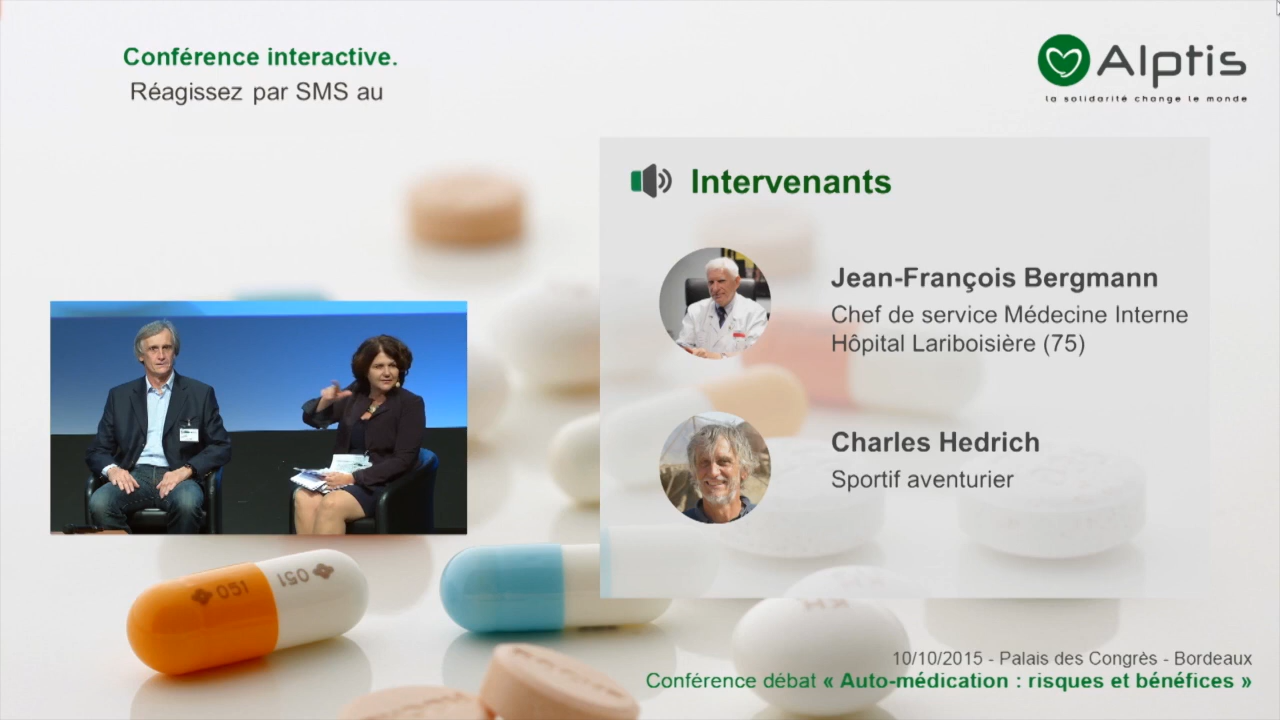 Conférence interactive.
Réagissez par SMS au
Alptis
la solidarité change le monde
Intervenants
Jean-François Bergmann
Chef de service Médecine Interne
Hôpital Lariboisière (75)
Charles Hedrich
Sportif aventurier
051
051
10/10/2015 - Palais des Congrès - Bordeaux
Conférence débat « Auto-médication : risques et bénéfices »